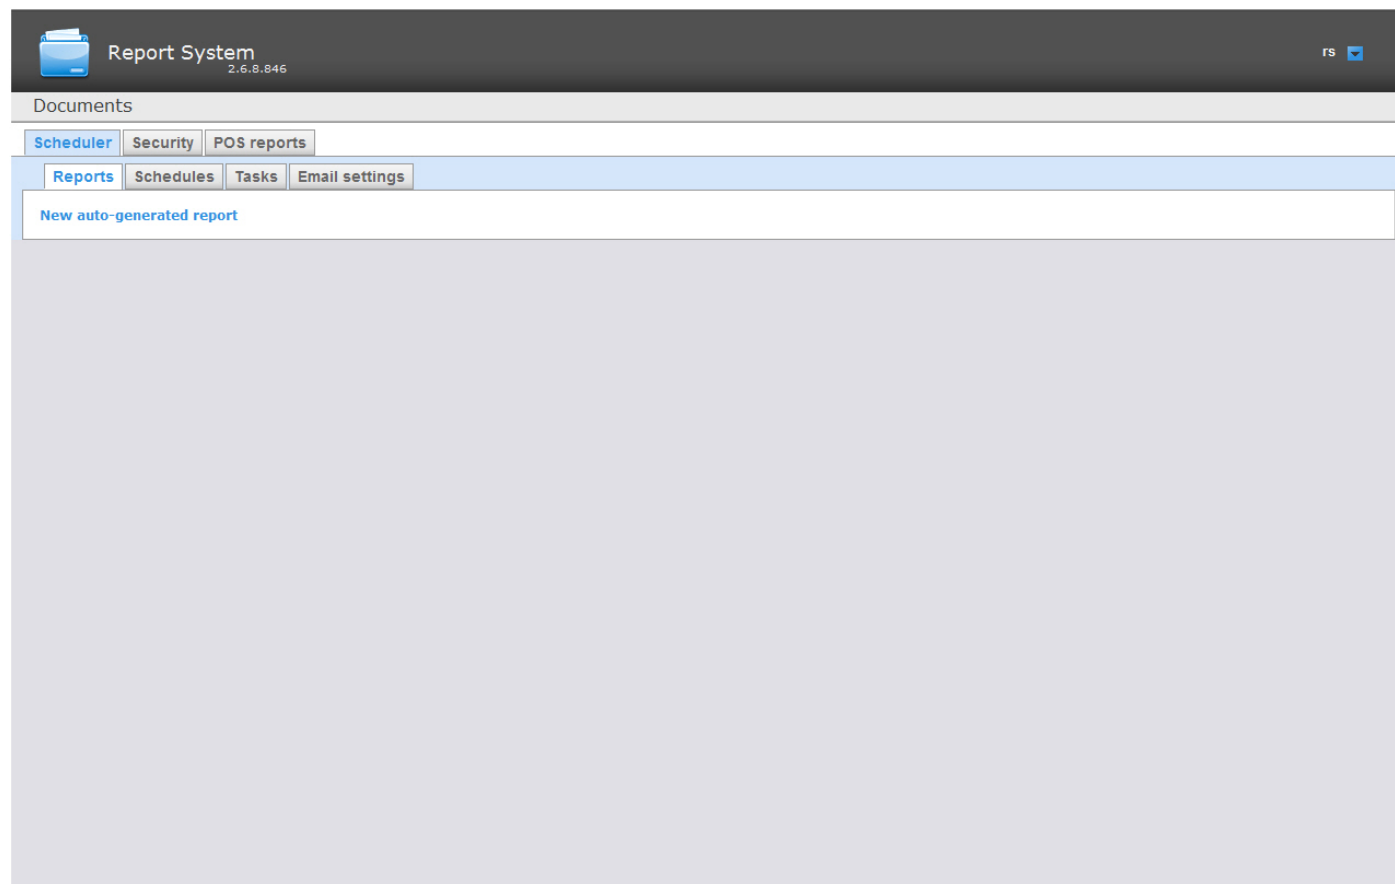 Report System
2.6.8.846
rs
Documents
Scheduler Security POS reports
Reports Schedules Tasks Email settings
New auto-generated report